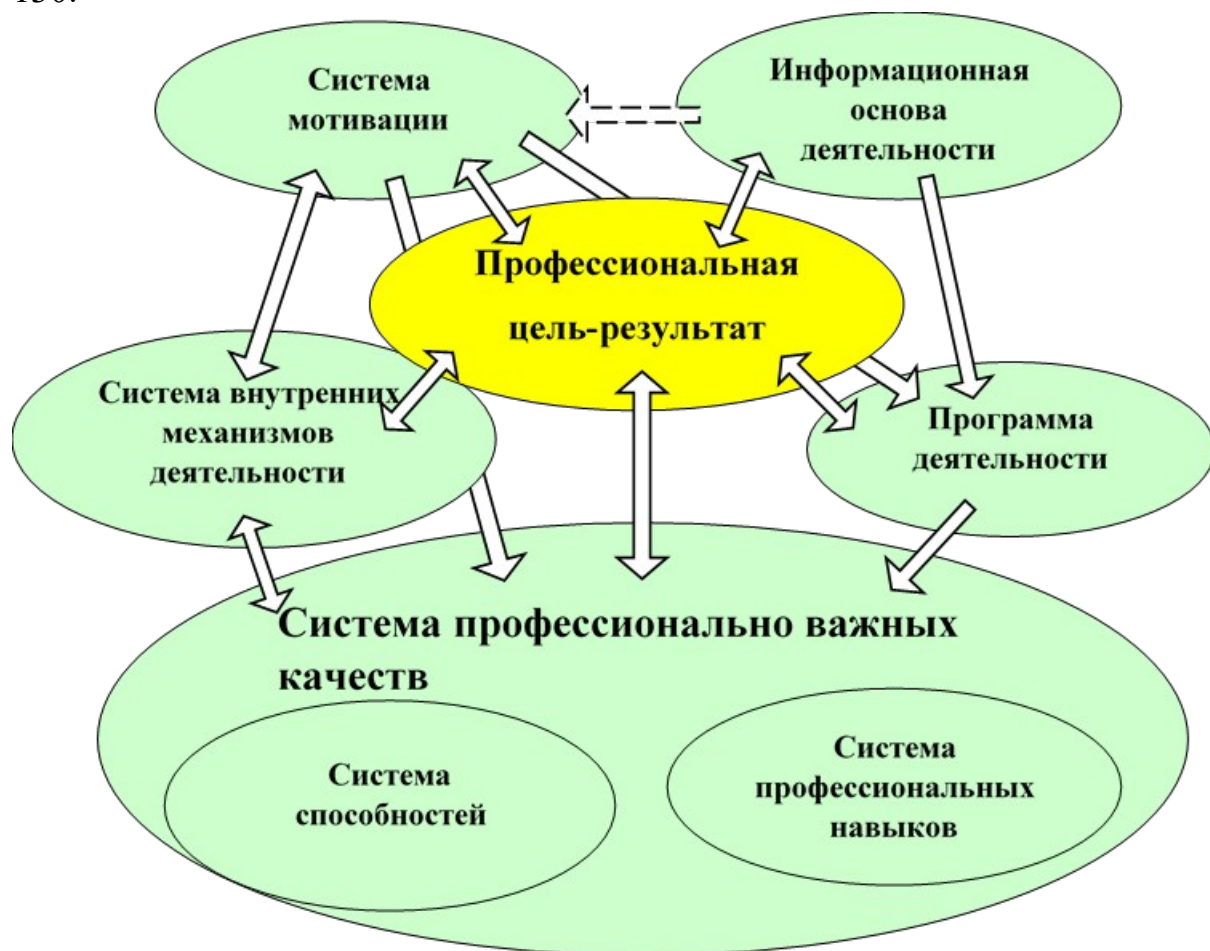 130.
Система
мотивации
Информационная
основа
деятельности
Профессиональная
цель-результат
Система внутренних
механизмов
деятельности
Программа
деятельности
Система профессионально важных
качеств
Система
способностей
Система
профессиональных
навыков